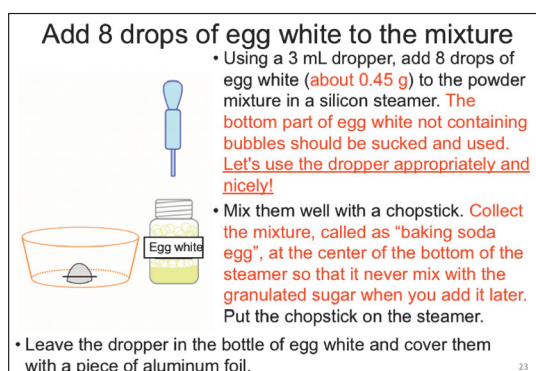 Add 8 drops of egg white to the mixture
• Using a 3 mL dropper, add 8 drops of
egg white (about 0.45 g) to the powder
mixture in a silicon steamer. The
bottom part of egg white not containing
bubbles should be sucked and used.
Let's use the dropper appropriately and
nicely!
• Mix them well with a chopstick. Collect
the mixture, called as “baking soda
egg”, at the center of the bottom of the
steamer so that it never mix with the
granulated sugar when you add it later.
Put the chopstick on the steamer.
Egg white
• Leave the dropper in the bottle of egg white and cover them
with a piece of aluminum foil.
23